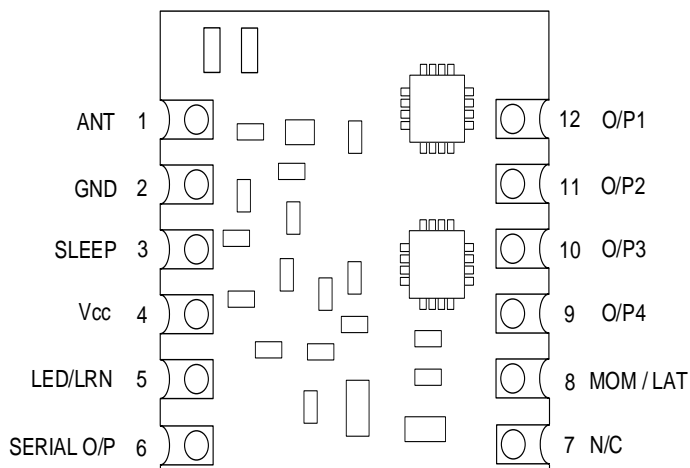 ANT 1
GND 2
SLEEP 3
Vcc 4
LED/LRN 5
SERIAL O/P 6
12 O/P1
11 O/P2
10 O/P3
9 O/P4
8 MOM / LAT
7 N/C